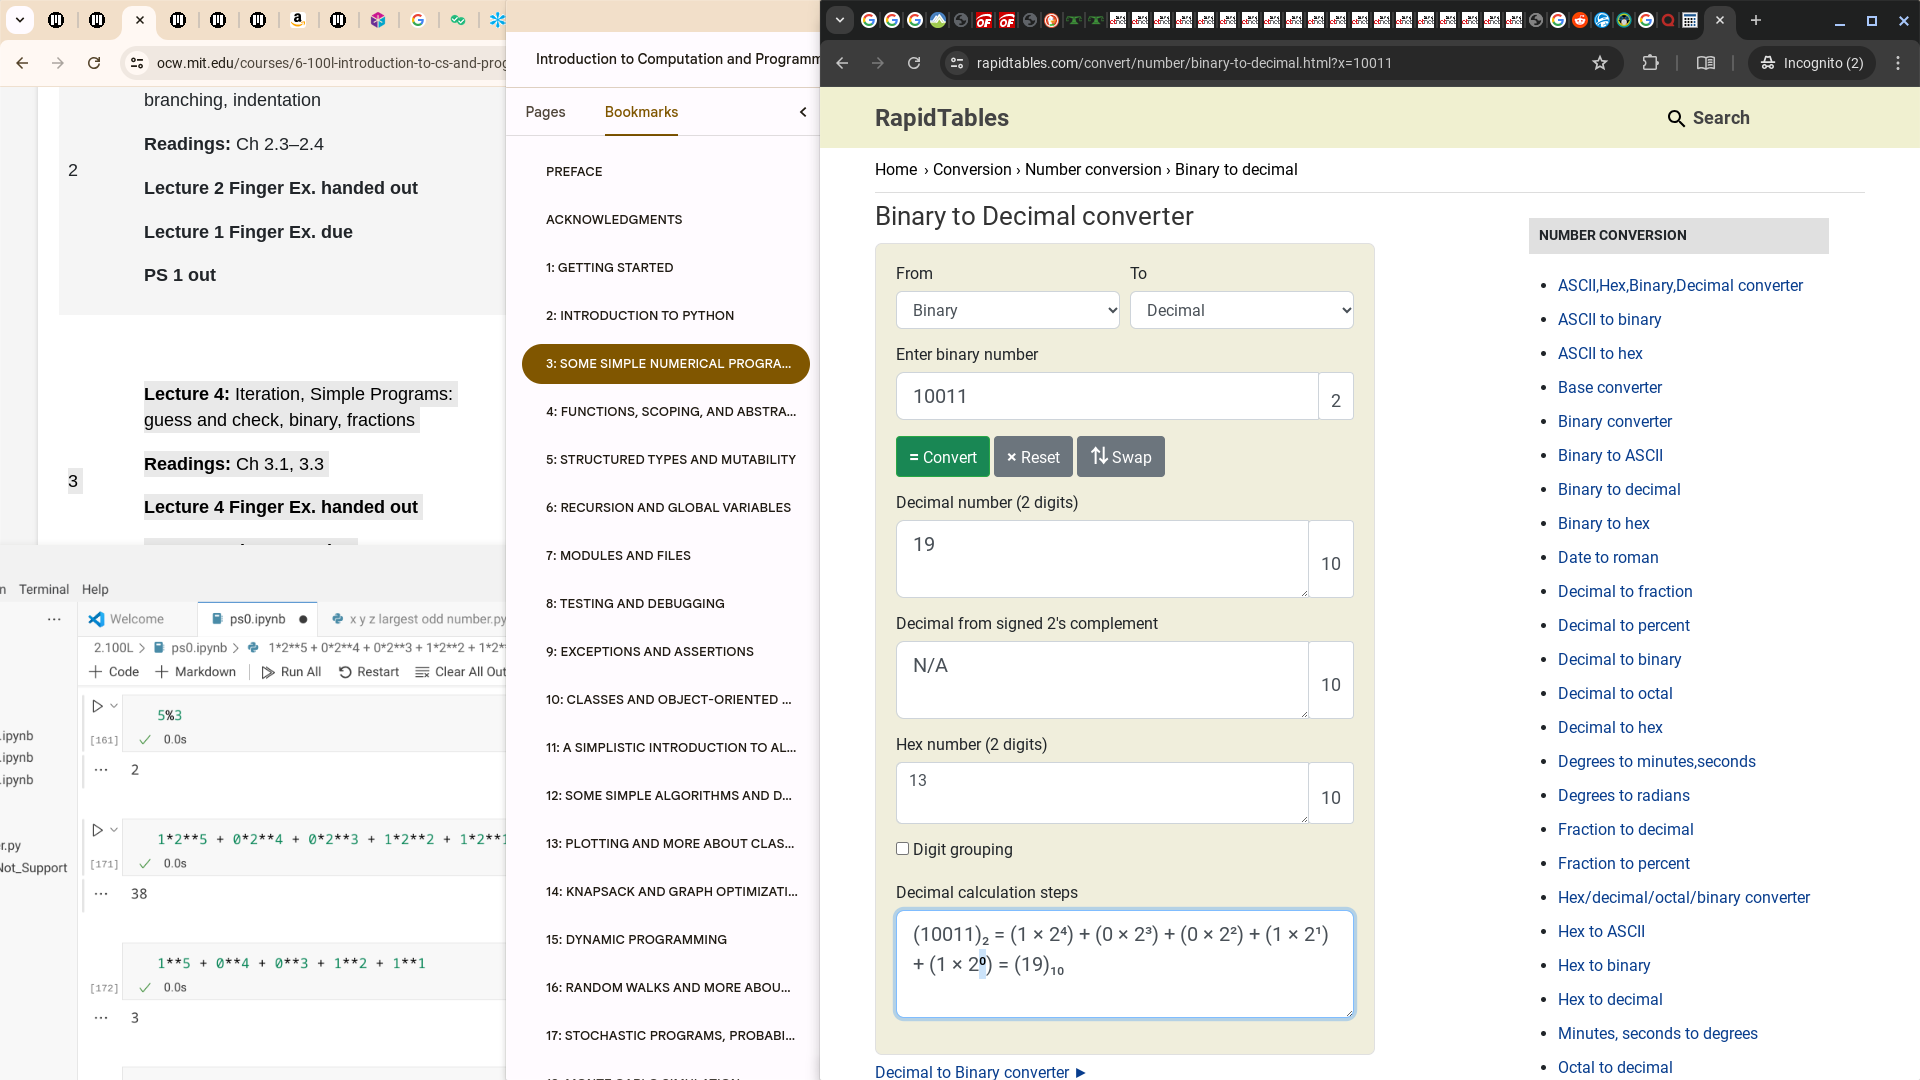 ocw.mit.edu/courses/6-100l-introduction-to-cs-and-prog
branching, indentation
Readings: Ch 2.3–2.4
2
Lecture 2 Finger Ex. handed out
Lecture 1 Finger Ex. due
PS 1 out
Lecture 4: Iteration, Simple Programs:
guess and check, binary, fractions
Readings: Ch 3.1, 3.3
3
Lecture 4 Finger Ex. handed out
n Terminal Help
Welcome ps0.ipynb x y z largest odd number.py
2.100L > ps0.ipynb > 1*2**5 + 0*2**4 + 0*2**3 + 1*2**2 + 1*2**
+ Code + Markdown Run All Restart Clear All Out
5%3
[161] 0.0s
2
.ipynb
.ipynb
.ipynb
1*2**5 + 0*2**4 + 0*2**3 + 1*2**2 + 1*2**1
[171] 0.0s
38
er.py
Not_Support
1**5 + 0**4 + 0**3 + 1**2 + 1**1
[172] 0.0s
3
Introduction to Computation and Programm
Pages Bookmarks
PREFACE
ACKNOWLEDGMENTS
1: GETTING STARTED
2: INTRODUCTION TO PYTHON
3: SOME SIMPLE NUMERICAL PROGRA...
4: FUNCTIONS, SCOPING, AND ABSTRA...
5: STRUCTURED TYPES AND MUTABILITY
6: RECURSION AND GLOBAL VARIABLES
7: MODULES AND FILES
8: TESTING AND DEBUGGING
9: EXCEPTIONS AND ASSERTIONS
10: CLASSES AND OBJECT-ORIENTED ...
11: A SIMPLISTIC INTRODUCTION TO AL...
12: SOME SIMPLE ALGORITHMS AND D...
13: PLOTTING AND MORE ABOUT CLAS...
14: KNAPSACK AND GRAPH OPTIMIZATI...
15: DYNAMIC PROGRAMMING
16: RANDOM WALKS AND MORE ABOU...
17: STOCHASTIC PROGRAMS, PROBABI...
rapidtables.com/convert/number/binary-to-decimal.html?x=10011
Incognito (2)
RapidTables
Search
Home › Conversion › Number conversion › Binary to decimal
Binary to Decimal converter
From To
Binary Decimal
Enter binary number
10011 2
= Convert × Reset Swap
Decimal number (2 digits)
19
10
Decimal from signed 2's complement
N/A
10
Hex number (2 digits)
13
10
Digit grouping
Decimal calculation steps
(10011)₂ = (1 × 2⁴) + (0 × 2³) + (0 × 2²) + (1 × 2¹)
+ (1 × 2⁰) = (19)₁₀
Decimal to Binary converter ►
NUMBER CONVERSION
ASCII,Hex,Binary,Decimal converter
ASCII to binary
ASCII to hex
Base converter
Binary converter
Binary to ASCII
Binary to decimal
Binary to hex
Date to roman
Decimal to fraction
Decimal to percent
Decimal to binary
Decimal to octal
Decimal to hex
Degrees to minutes,seconds
Degrees to radians
Fraction to decimal
Fraction to percent
Hex/decimal/octal/binary converter
Hex to ASCII
Hex to binary
Hex to decimal
Minutes, seconds to degrees
Octal to decimal